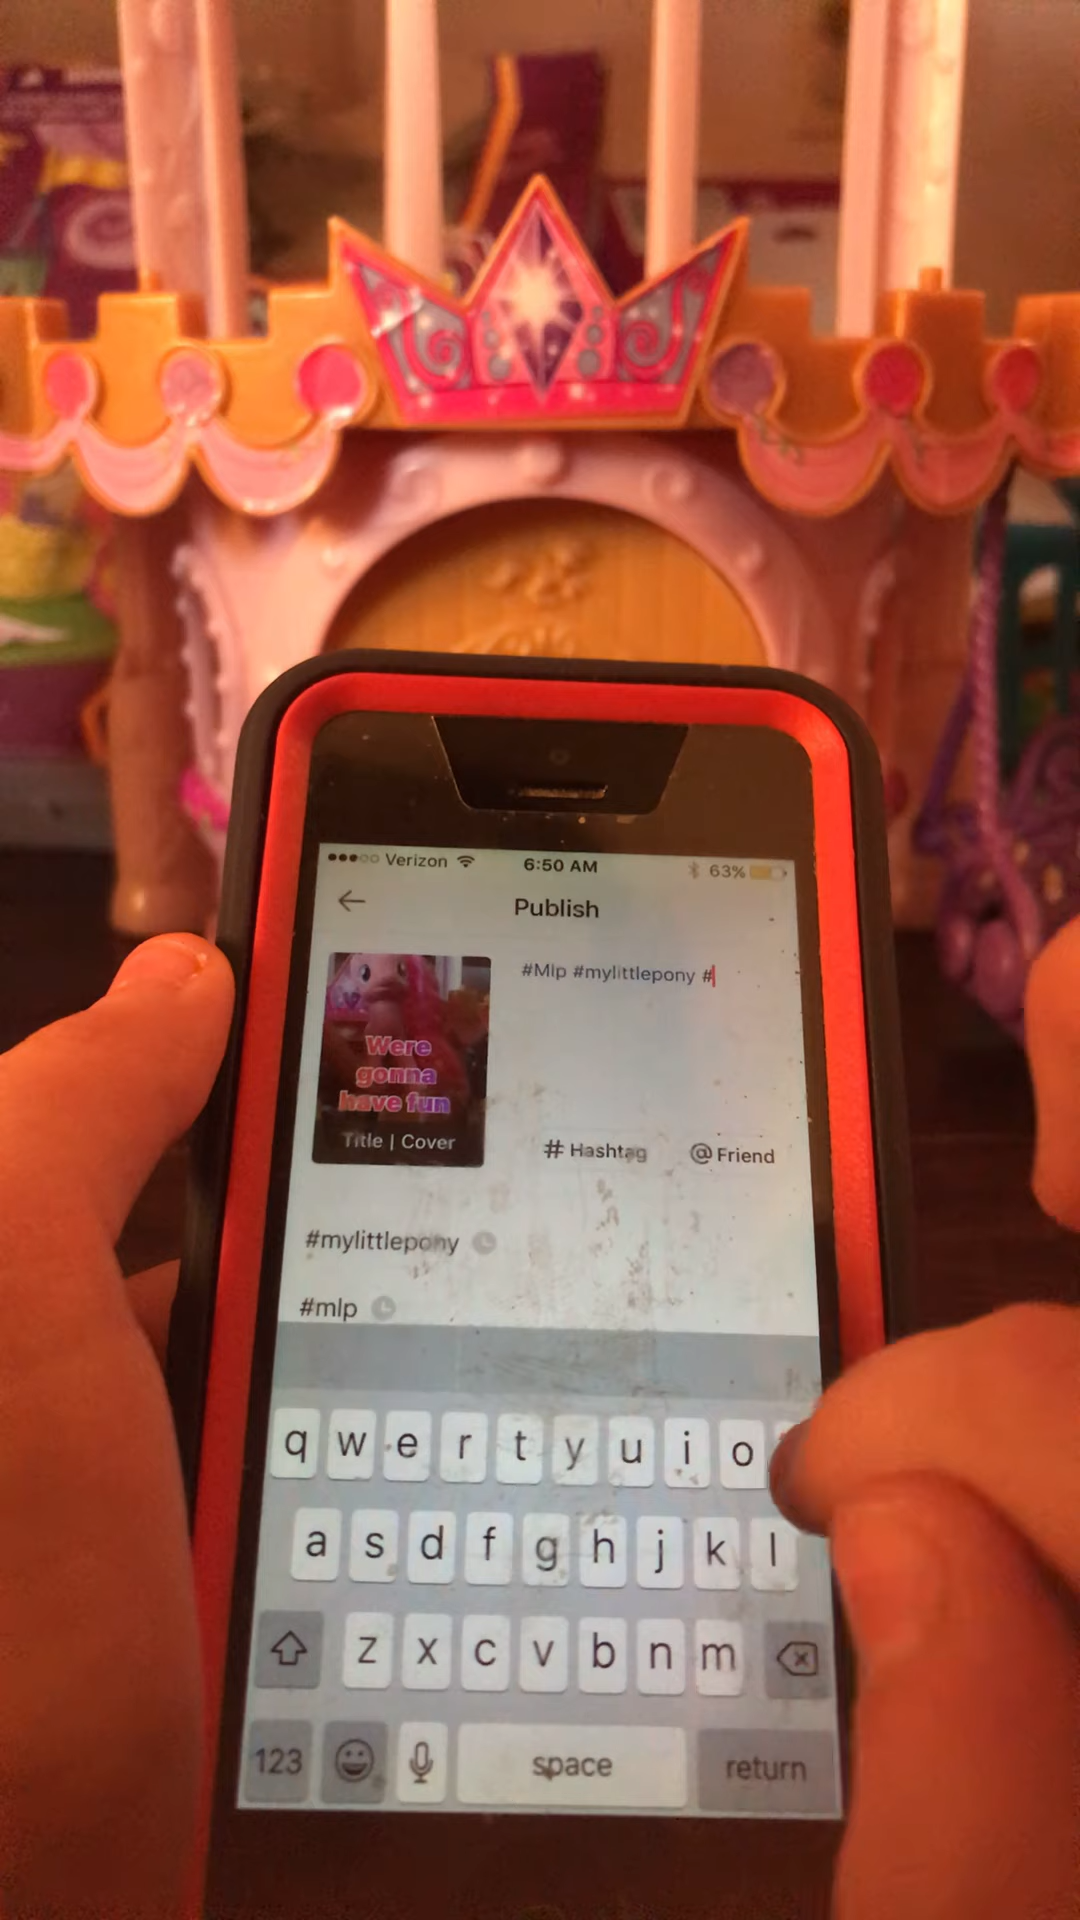 Verizon 6:50 AM 63%
Publish
#Mlp #mylittlepony #
Were
gonna
have fun
Title | Cover
# Hashtag @ Friend
#mylittlepony
#mlp
q w e r t y u i o
a s d f g h j k l
z x c v b n m
123 space return